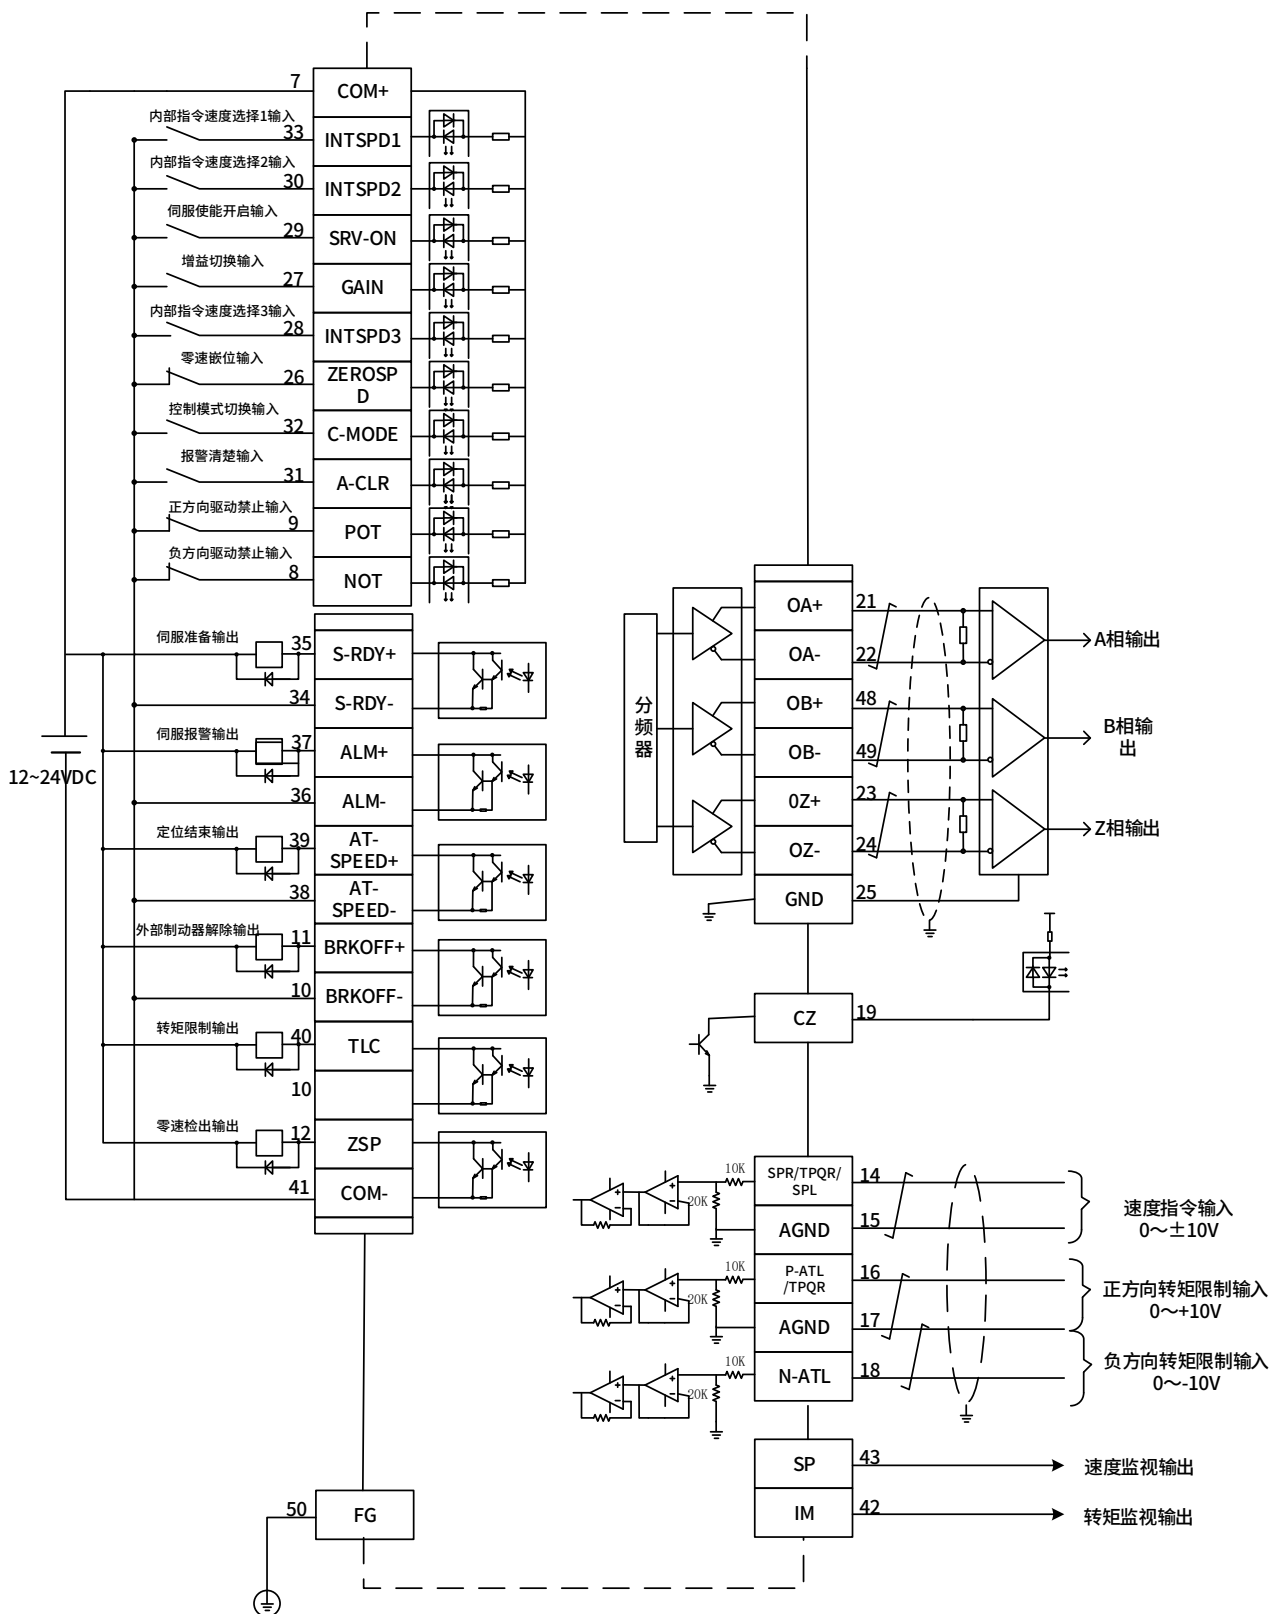 7
COM+
内部指令速度选择1输入
33
INTSPD1
内部指令速度选择2输入
30
INTSPD2
伺服使能开启输入
29
SRV-ON
增益切换输入
27
GAIN
内部指令速度选择3输入
28
INTSPD3
零速嵌位输入
26
ZEROSP
D
控制模式切换输入
32
C-MODE
报警清楚输入
31
A-CLR
正方向驱动禁止输入
9
POT
负方向驱动禁止输入
8
NOT
伺服准备输出
35
S-RDY+
34
S-RDY-
伺服报警输出
37
ALM+
12~24VDC
36
ALM-
定位结束输出
39
AT-
SPEED+
38
AT-
SPEED-
外部制动器解除输出
11
BRKOFF+
10
BRKOFF-
转矩限制输出
40
TLC
10
零速检出输出
12
ZSP
41
COM-
50
FG
分
频
器
OA+
21
OA-
22
A相输出
OB+
48
OB-
49
B相输
出
0Z+
23
OZ-
24
Z相输出
GND
25
CZ
19
10K
20K
SPR/TPQR/
SPL
14
AGND
15
速度指令输入
0～±10V
10K
20K
P-ATL
/TPQR
16
AGND
17
正方向转矩限制输入
0～+10V
10K
20K
N-ATL
18
负方向转矩限制输入
0～-10V
SP
43
速度监视输出
IM
42
转矩监视输出